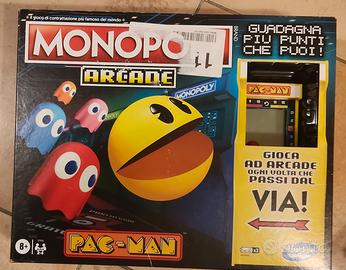 Il gioco di contrattazione più famoso del mondo
MONOPO
ARCADE
GUADAGNA
PIÙ PUNTI
CHE PUOI!
MONOPOLY
PAC-MAN
GIOCA
AD ARCADE
OGNI VOLTA CHE
PASSI DAL
VIA!
8+
PAC-MAN